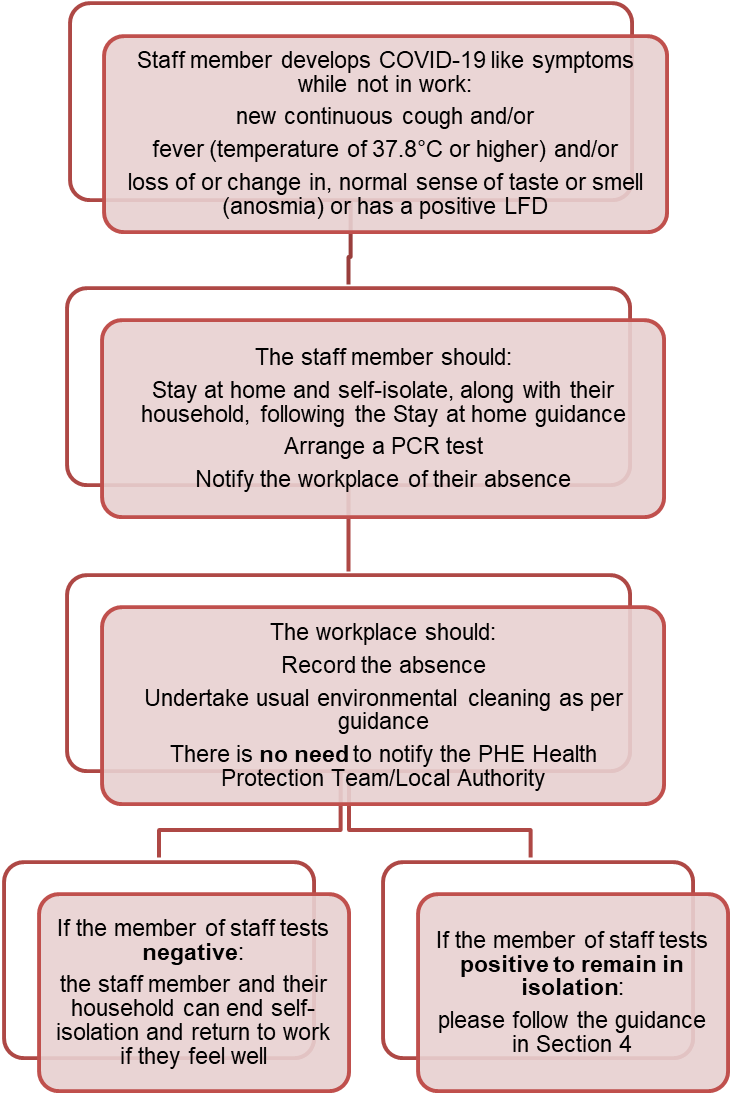 Staff member develops COVID-19 like symptoms
while not in work:
new continuous cough and/or
fever (temperature of 37.8°C or higher) and/or
loss of or change in, normal sense of taste or smell
(anosmia) or has a positive LFD
The staff member should:
Stay at home and self-isolate, along with their
household, following the Stay at home guidance
Arrange a PCR test
Notify the workplace of their absence
The workplace should:
Record the absence
Undertake usual environmental cleaning as per
guidance
There is no need to notify the PHE Health
Protection Team/Local Authority
If the member of staff tests
negative:
the staff member and their
household can end self-
isolation and return to work
if they feel well
If the member of staff tests
positive to remain in
isolation:
please follow the guidance
in Section 4